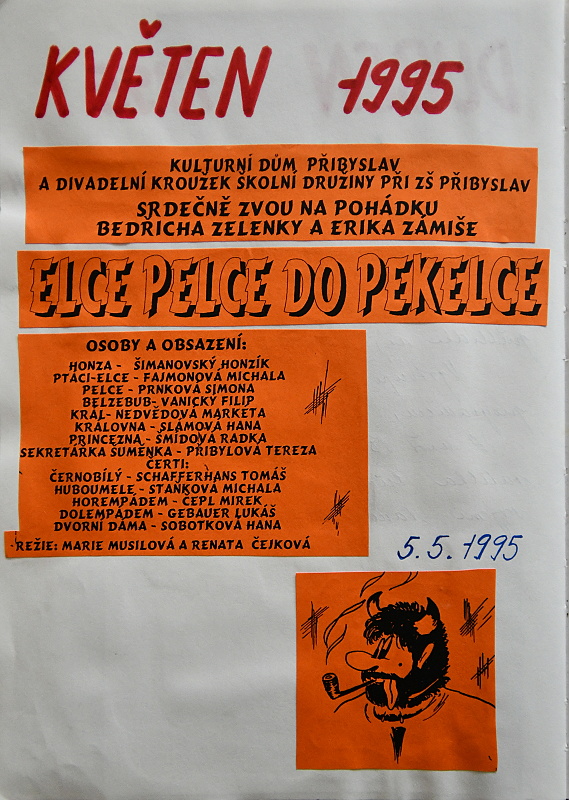 KVĚTEN 1995
KULTURNÍ DŮM PŘIBYSLAV
A DIVADELNÍ KROUŽEK ŠKOLNÍ DRUŽINY PŘI ZŠ PŘIBYSLAV
SRDEČNĚ ZVOU NA POHÁDKU
BEDŘICHA ZELENKY A ERIKA ZÁMIŠE
ELCE PELCE DO PEKELCE
OSOBY A OBSAZENÍ:
HONZA - ŠIMANOVSKÝ HONZÍK
PTÁCI-ELCE - FAJMONOVÁ MICHALA
PELCE - PRNKOVÁ SIMONA
BELZEBUB- VANICKÝ FILIP
KRÁL- NEDVĚDOVÁ MARKÉTA
KRÁLOVNA - SLÁMOVÁ HANA
PRINCEZNA - ŠMÍDOVÁ RADKA
SEKRETÁŘKA ŠUMĚNKA - PŘIBYLOVÁ TEREZA
ČERTI:
ČERNOBÍLÝ - SCHAFFERHANS TOMÁŠ
HUBOUMELE - STAŇKOVÁ MICHALA
HOREMPÁDEM - ČEPL MIREK
DOLEMPÁDEM - GEBAUER LUKÁŠ
DVORNÍ DÁMA - SOBOTKOVÁ HANA
REŽIE: MARIE MUSILOVÁ A RENATA ČEJKOVÁ
5.5.1995